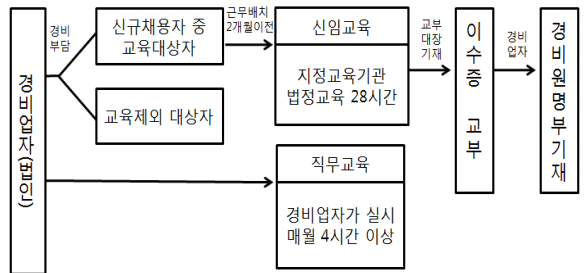 경비업자(법인)
경비
부담
신규채용자 중
교육대상자
교육제외 대상자
근무배치
2개월이전
신임교육
지정교육기관
법정교육 28시간
교부
대장
기재
이수증 교부
경비
업자
경비원명부기재
직무교육
경비업자가 실시
매월 4시간 이상